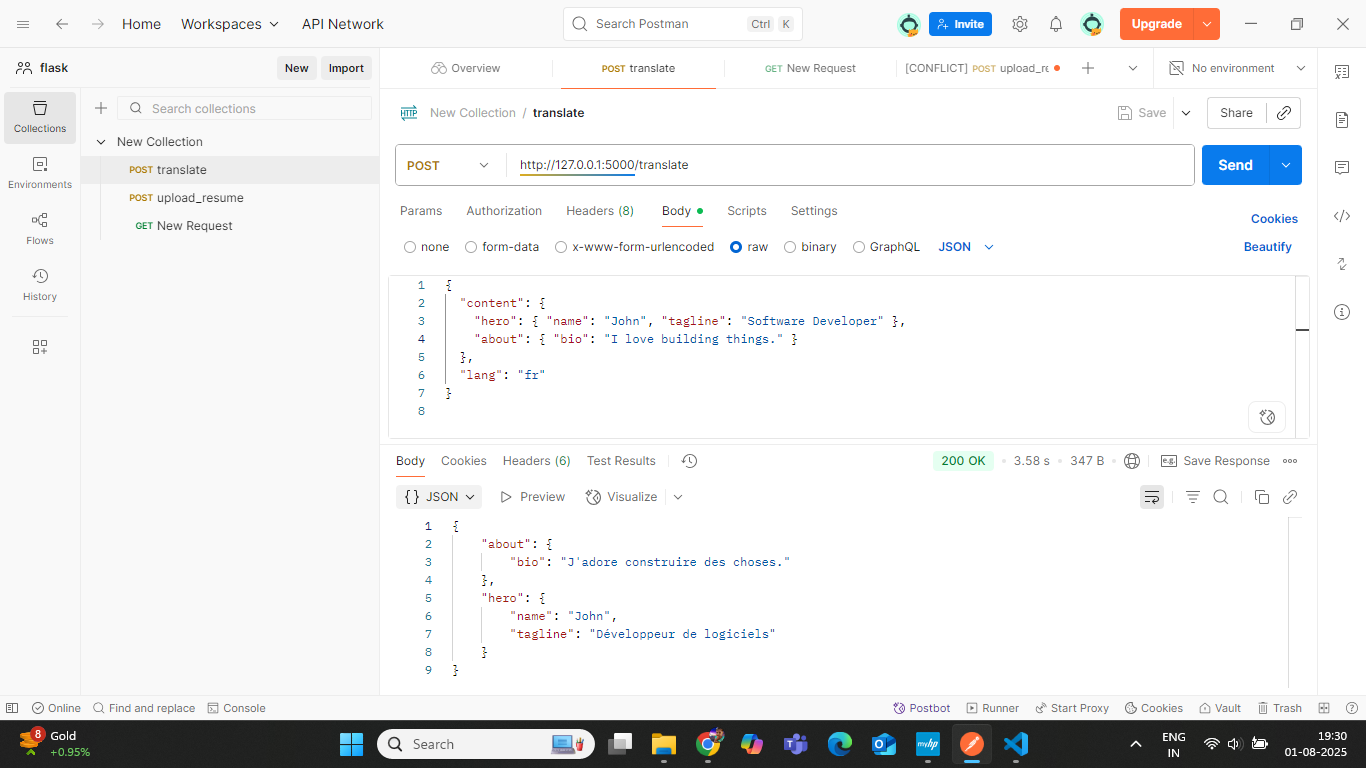 Home Workspaces API Network Search Postman Ctrl K Invite Upgrade
flask New Import
Overview POST translate GET New Request [CONFLICT] POST upload_re No environment
Collections
Environments
Flows
History
Search collections
New Collection
POST translate
POST upload_resume
GET New Request
HTTP New Collection / translate Save Share
POST http://127.0.0.1:5000/translate Send
Params Authorization Headers (8) Body Scripts Settings Cookies
none form-data x-www-form-urlencoded raw binary GraphQL JSON Beautify
1 {
2 "content": {
3 "hero": { "name": "John", "tagline": "Software Developer" },
4 "about": { "bio": "I love building things." }
5 },
6 "lang": "fr"
7 }
8
Body Cookies Headers (6) Test Results 200 OK 3.58 s 347 B e.g. Save Response
{} JSON Preview Visualize
1 {
2 "about": {
3 "bio": "J'adore construire des choses."
4 },
5 "hero": {
6 "name": "John",
7 "tagline": "Développeur de logiciels"
8 }
9 }
Online Find and replace Console Postbot Runner Start Proxy Cookies Vault Trash
8 Gold
+0.95%
Search
myhp
ENG
IN
19:30
01-08-2025